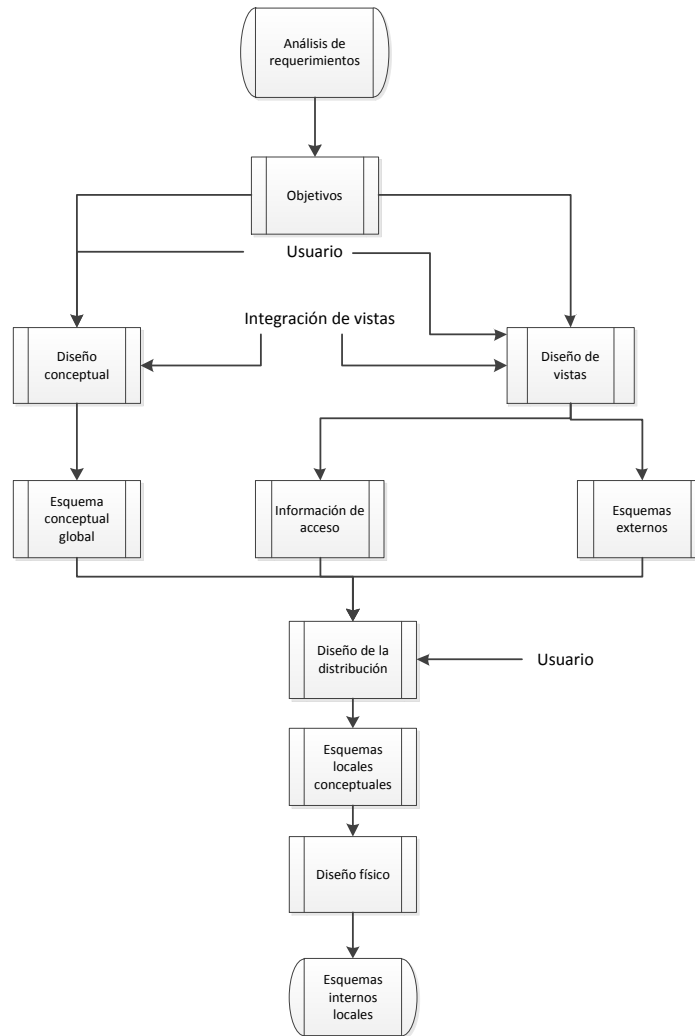 Análisis de
requerimientos
Objetivos
Usuario
Integración de vistas
Diseño
conceptual
Diseño de
vistas
Esquema
conceptual
global
Información de
acceso
Esquemas
externos
Diseño de la
distribución
Usuario
Esquemas
locales
conceptuales
Diseño físico
Esquemas
internos
locales